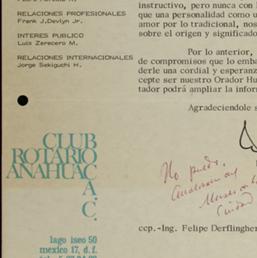 RELACIONES PROFESIONALES
Frank J.Devlyn Jr.
INTERES PUBLICO
Luis Zerecero M.
RELACIONES INTERNACIONALES
Jorge Sekiguchi H.
instructivo, pero nunca con
que una personalidad como u
amor por lo tradicional, nos
sobre el origen y significado
Por lo anterior,
de compromisos que lo emba
derle una cordial y esperanz
cepte ser nuestro Orador Hu
tador podrá ampliar la inform
Agradeciendole s
CLUB
ROTARIO
ANAHUAC
A.
C.
lago iseo 50
mexico 17, d. f.
No puedo,
ccp.-Ing. Felipe Derflingher